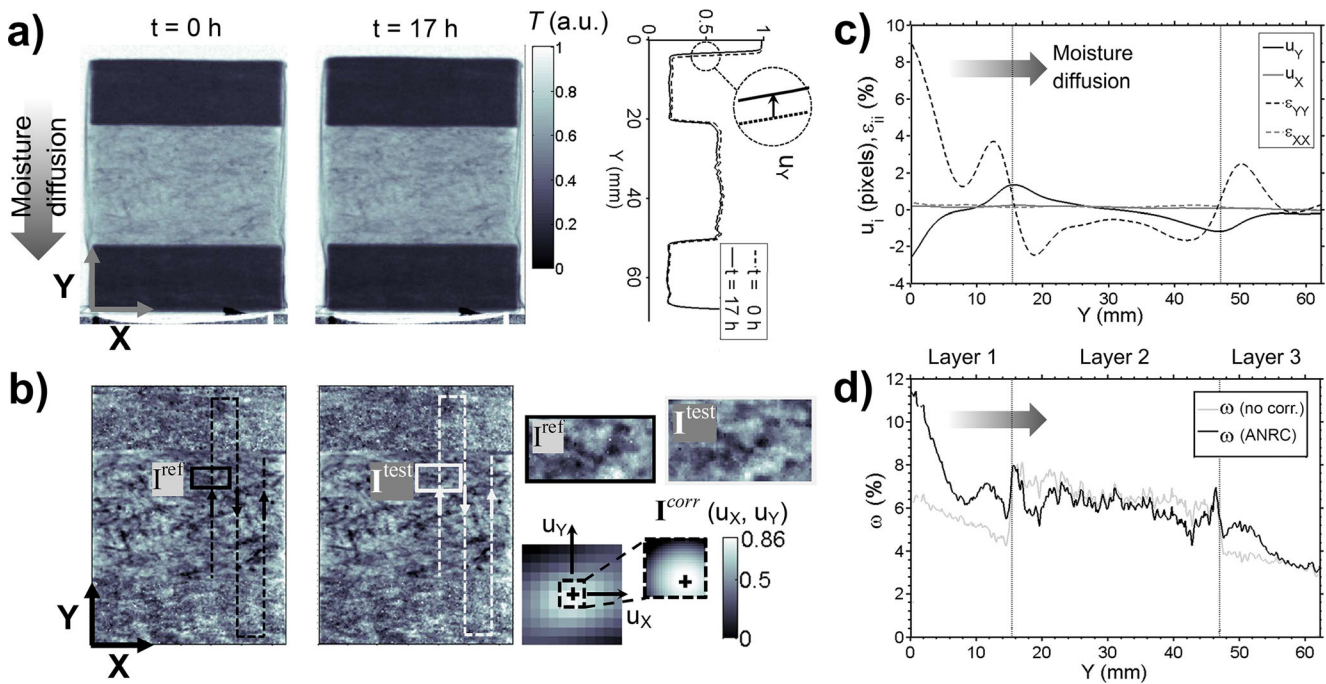 a)
t = 0 h
t = 17 h
Moisture
diffusion
Y
X
T (a.u.)
1
0.8
0.6
0.4
0.2
0
0.5
1
0
20
40
60
Y (mm)
u_Y
t = 0 h
t = 17 h
b)
I^ref
I^test
Y
X
I^ref
I^test
I^corr (u_X, u_Y)
u_Y
u_X
0.86
0.5
0
c)
u_i (pixels), ε_ii (%)
10
8
6
4
2
0
-2
-4
Moisture
diffusion
u_Y
u_X
ε_YY
ε_XX
0 10 20 30 40 50 60
Y (mm)
Layer 1 Layer 2 Layer 3
d)
ω (%)
12
10
8
6
4
2
0
ω (no corr.)
ω (ANRC)
0 10 20 30 40 50 60
Y (mm)